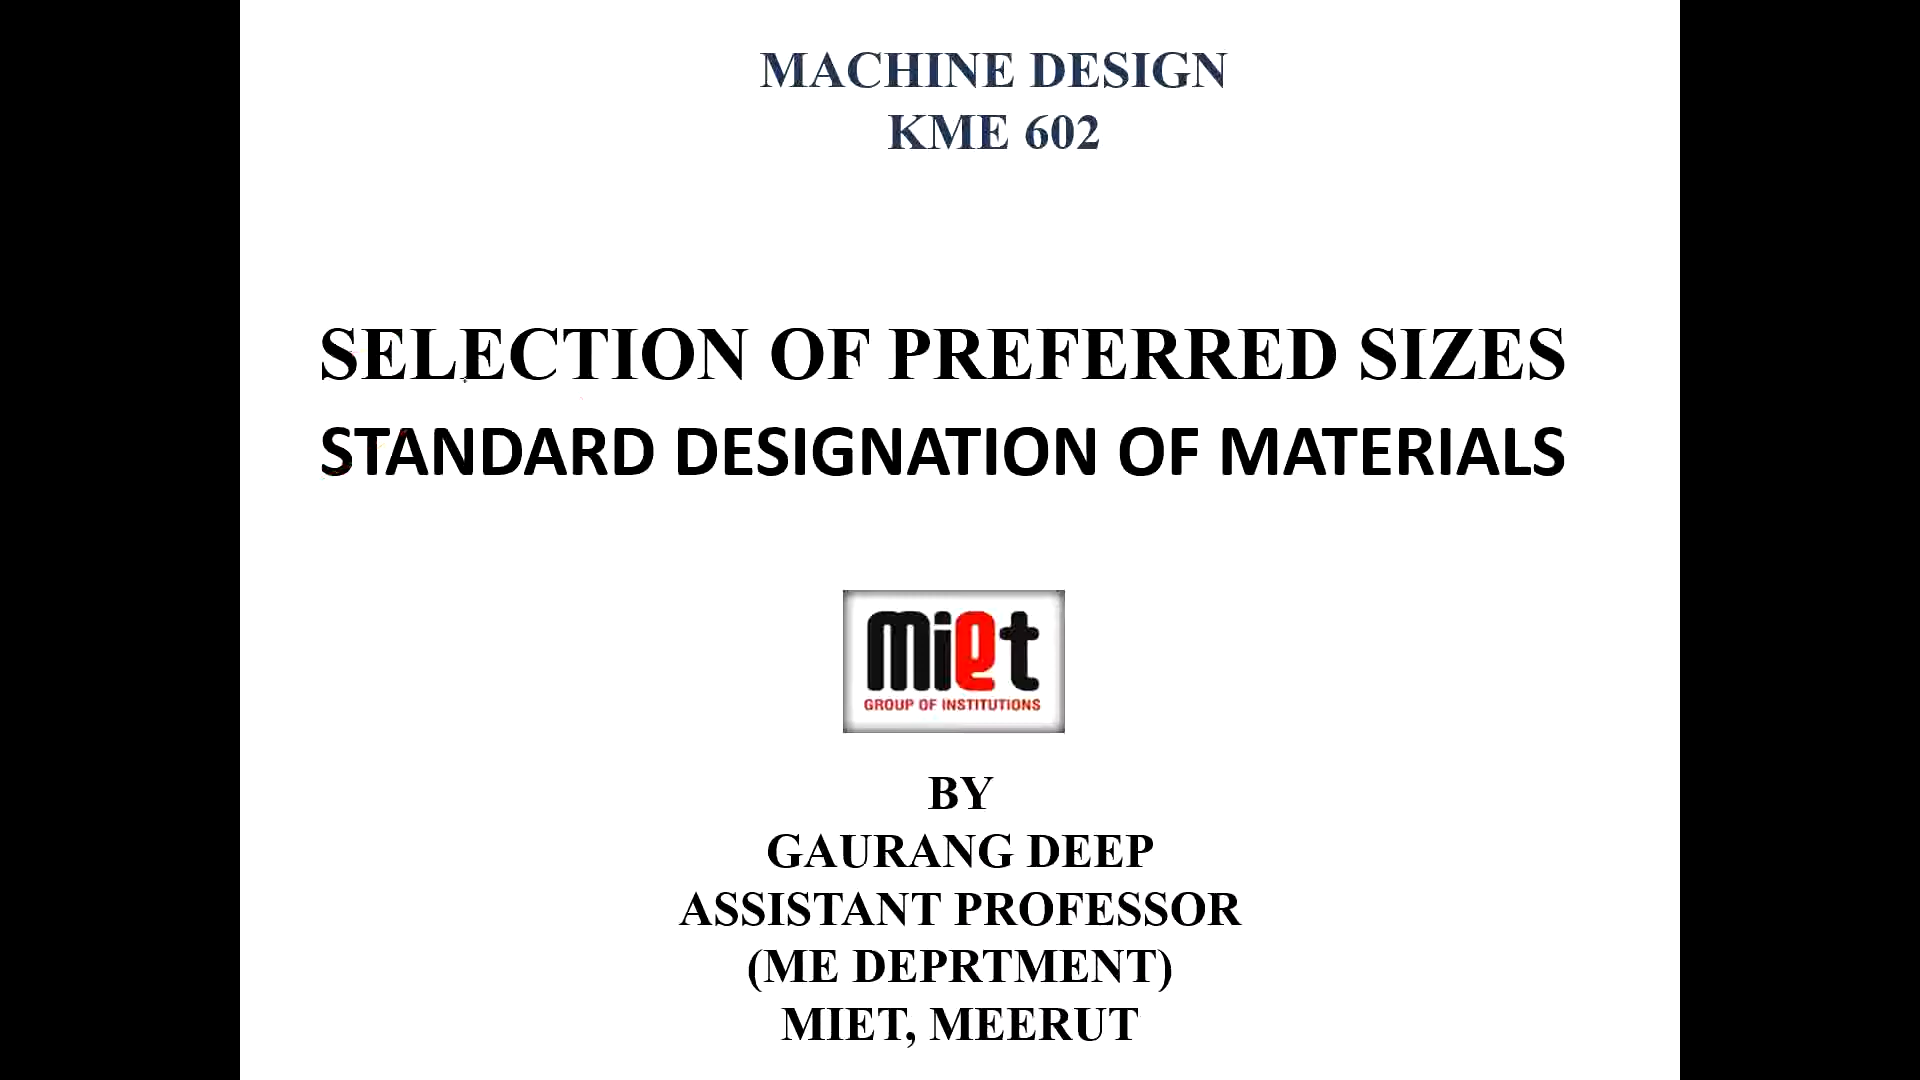 MACHINE DESIGN
KME 602
SELECTION OF PREFERRED SIZES
STANDARD DESIGNATION OF MATERIALS
miet
GROUP OF INSTITUTIONS
BY
GAURANG DEEP
ASSISTANT PROFESSOR
(ME DEPRTMENT)
MIET, MEERUT